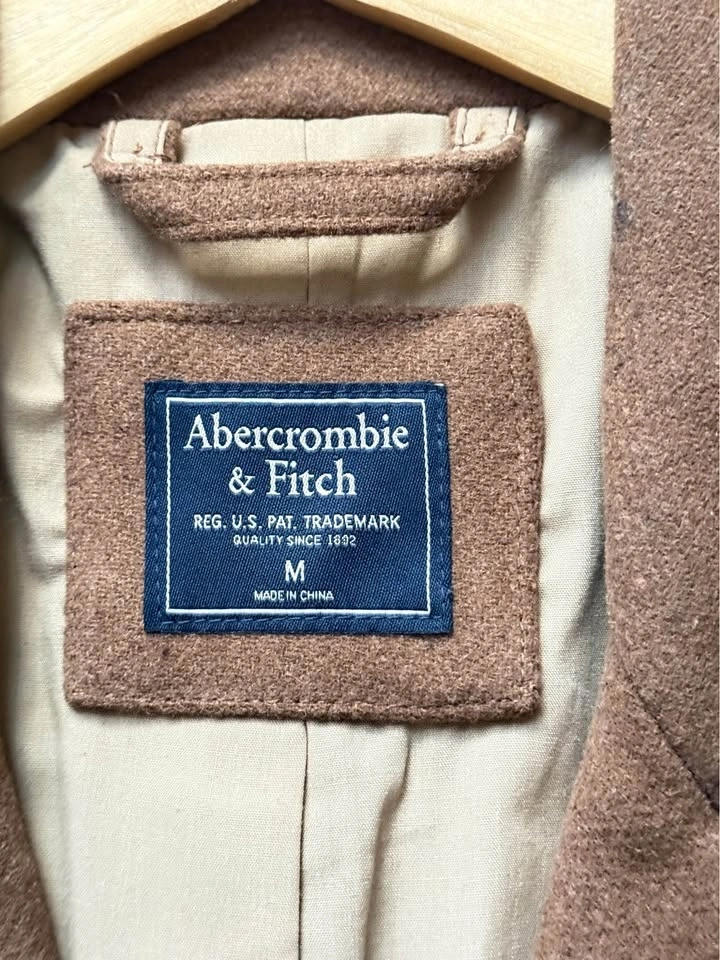 Abercrombie
& Fitch
REG. U.S. PAT. TRADEMARK
QUALITY SINCE 1892
M
MADE IN CHINA